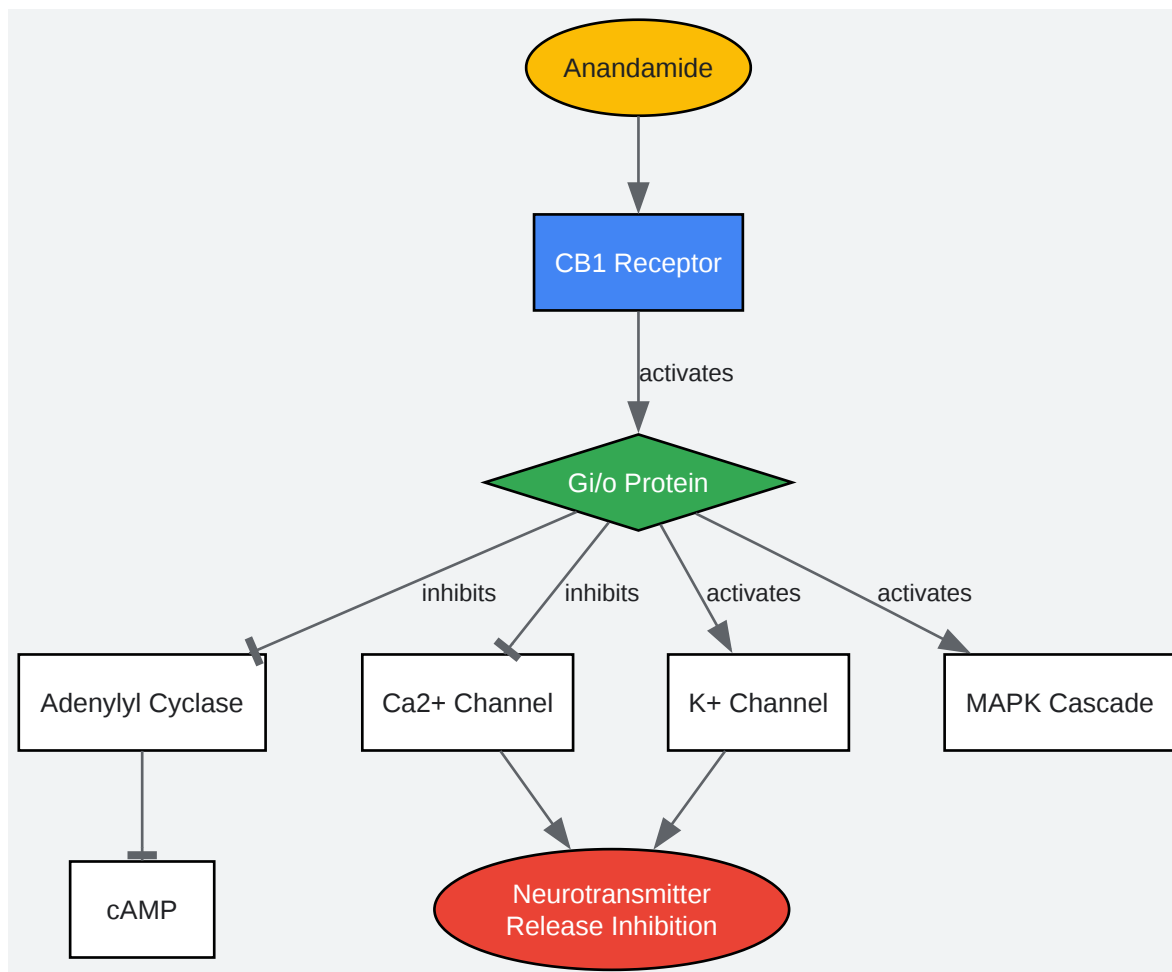 Anandamide
CB1 Receptor
activates
Gi/o Protein
inhibits
inhibits
activates
activates
Adenylyl Cyclase
Ca2+ Channel
K+ Channel
MAPK Cascade
cAMP
Neurotransmitter
Release Inhibition